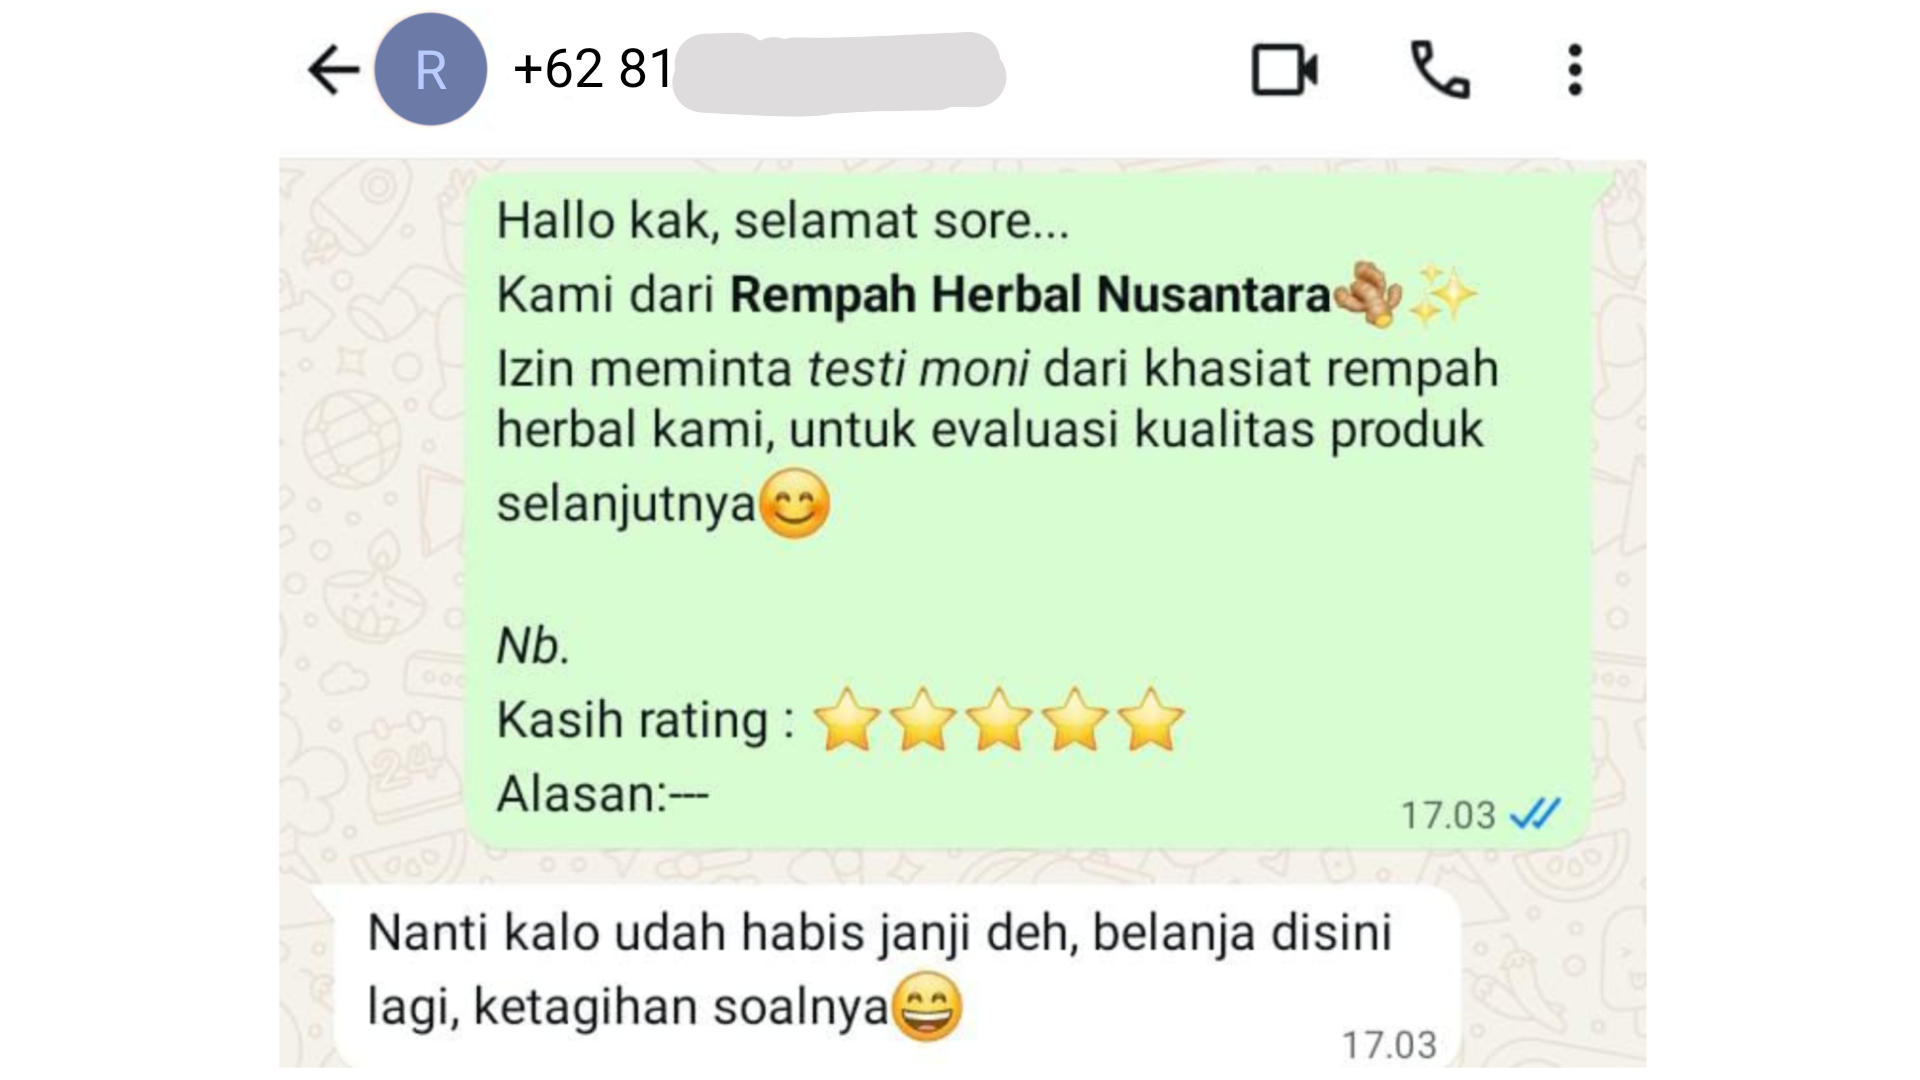 R
+62 81
Hallo kak, selamat sore...
Kami dari Rempah Herbal Nusantara🫚✨
Izin meminta testi moni dari khasiat rempah
herbal kami, untuk evaluasi kualitas produk
selanjutnya😊
Nb.
Kasih rating : ⭐⭐⭐⭐⭐
Alasan:---
17.03
Nanti kalo udah habis janji deh, belanja disini
lagi, ketagihan soalnya😄
17.03